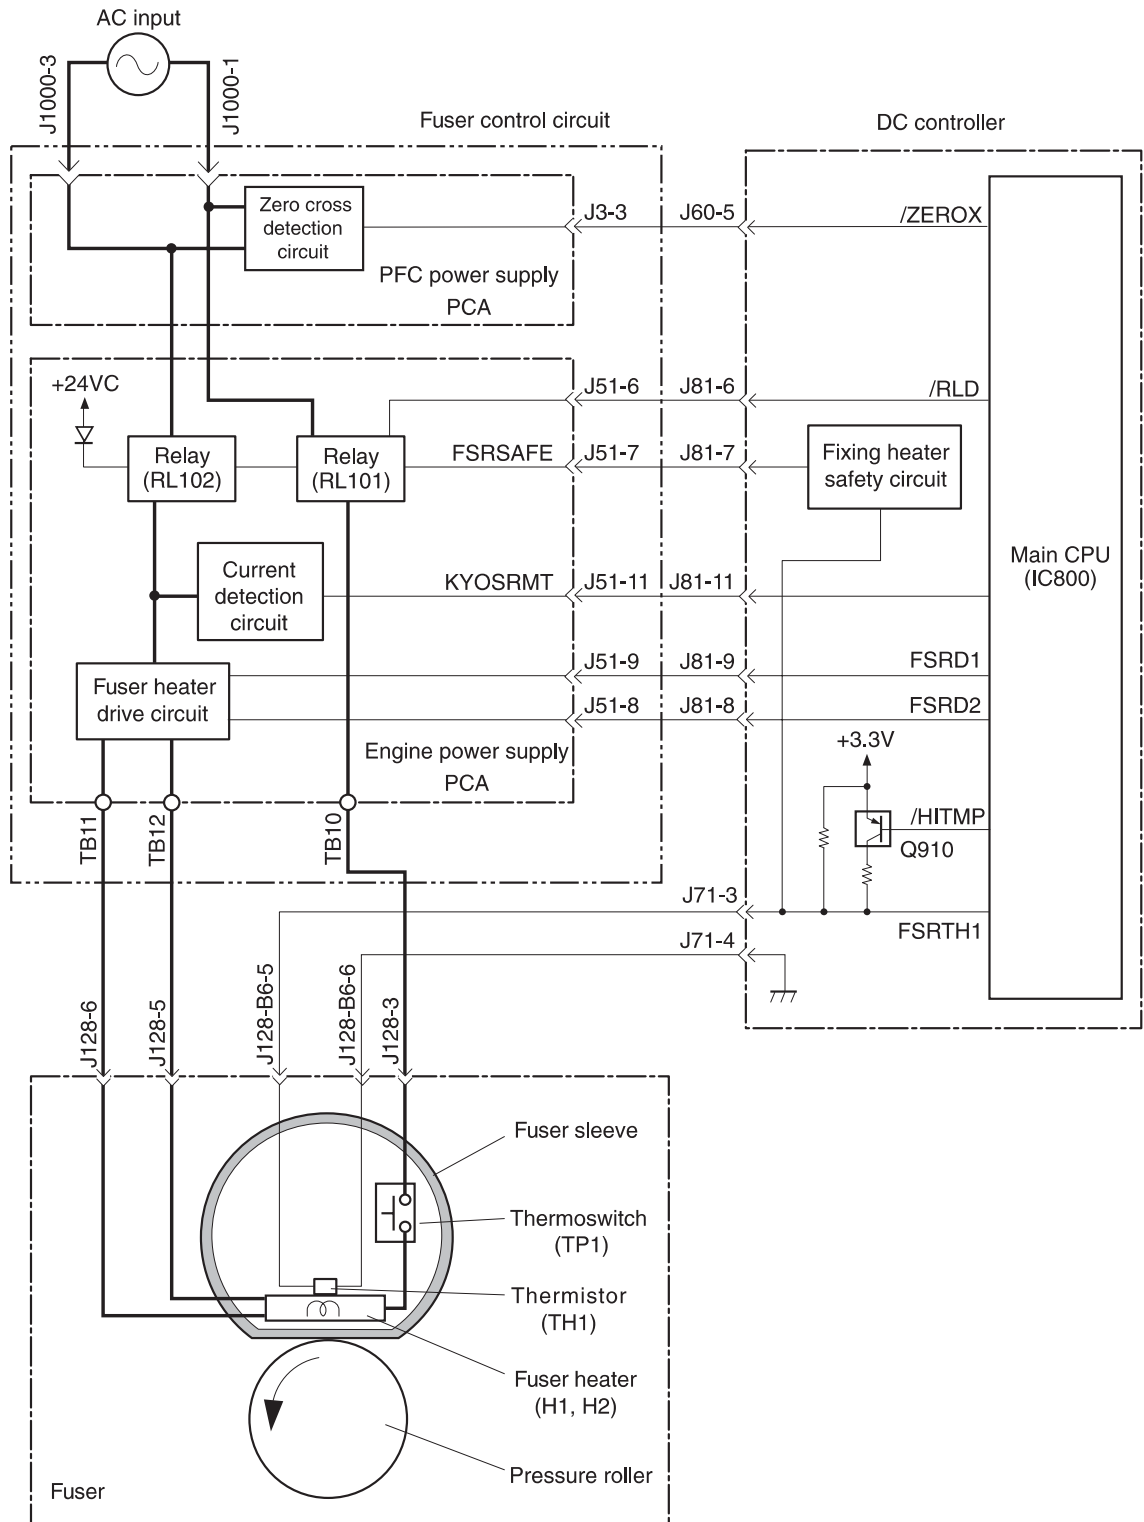 AC input
J1000-3
J1000-1
Fuser control circuit
DC controller
Zero cross
detection
circuit
J3-3
J60-5
/ZEROX
PFC power supply
PCA
+24VC
J51-6
J81-6
/RLD
Relay
(RL102)
Relay
(RL101)
FSRSAFE
J51-7
J81-7
Fixing heater
safety circuit
Main CPU
(IC800)
Current
detection
circuit
KYOSRMT
J51-11
J81-11
J51-9
J81-9
FSRD1
Fuser heater
drive circuit
J51-8
J81-8
FSRD2
Engine power supply
PCA
+3.3V
/HITMP
Q910
TB11
TB12
TB10
J71-3
FSRTH1
J71-4
J128-6
J128-5
J128-B6-5
J128-B6-6
J128-3
Fuser sleeve
Thermoswitch
(TP1)
Thermistor
(TH1)
Fuser heater
(H1, H2)
Pressure roller
Fuser